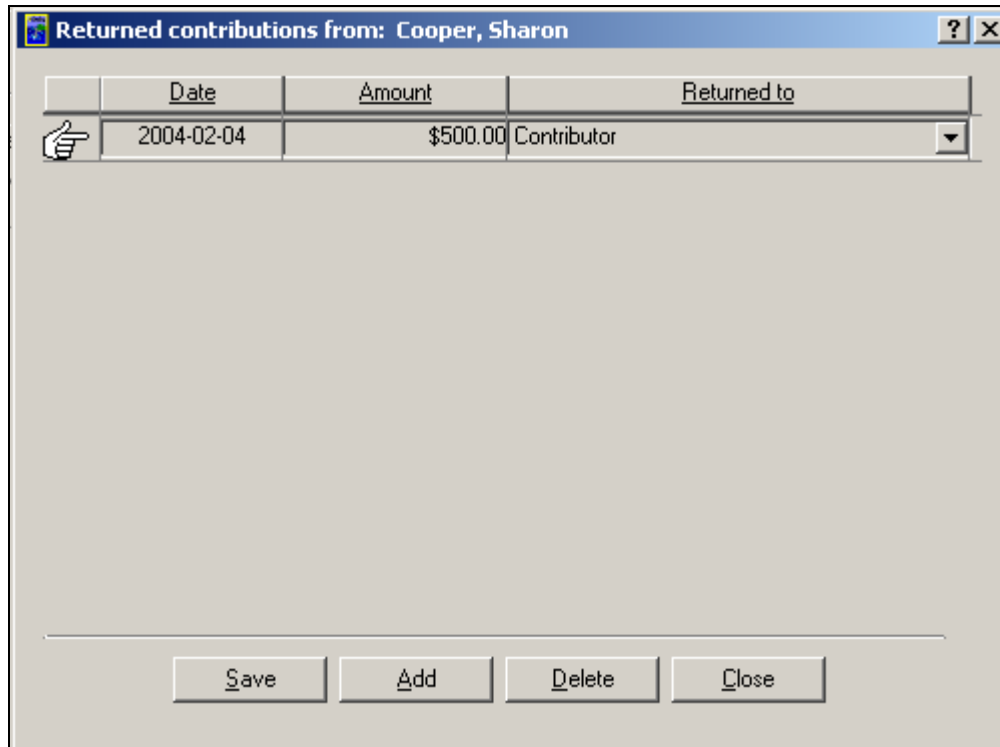 Returned contributions from: Cooper, Sharon
Date Amount Returned to
2004-02-04 $500.00 Contributor
Save Add Delete Close